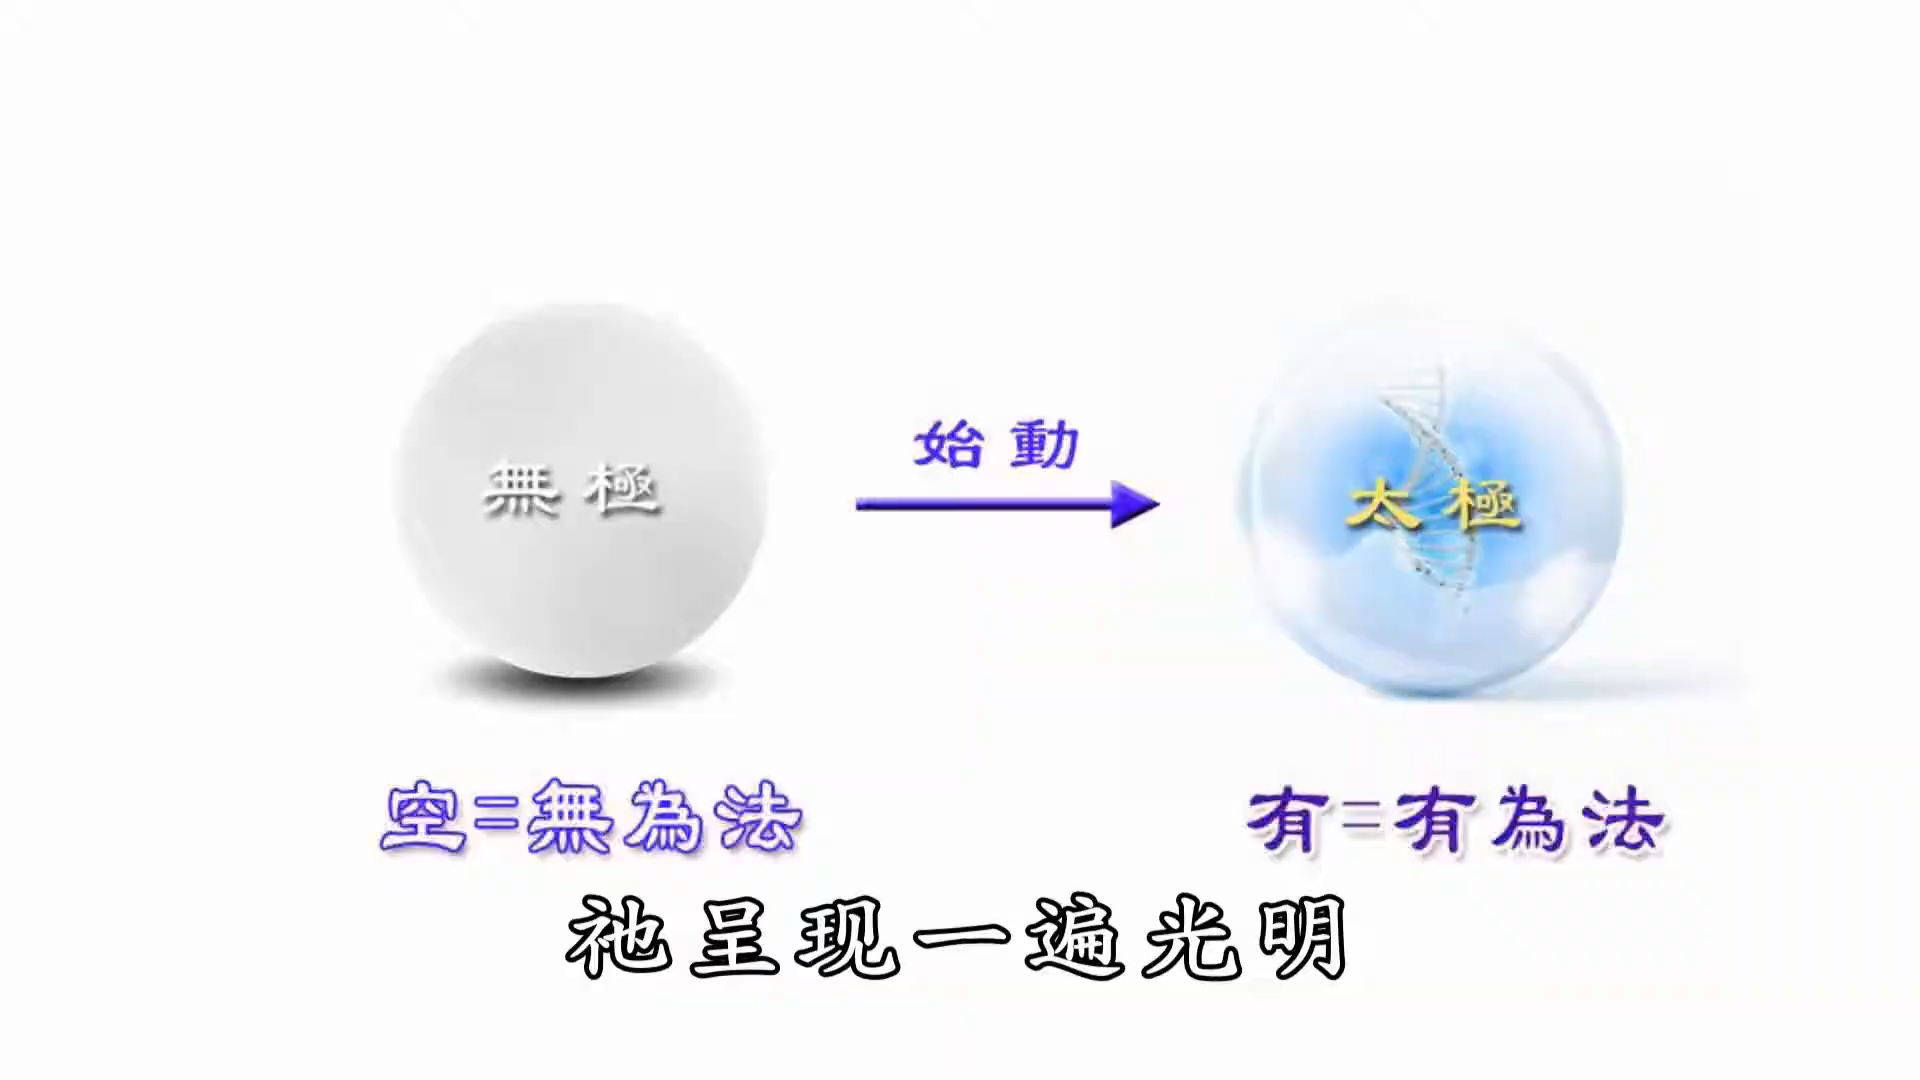 無極
始動
太極
空=無為法
有=有為法
祂呈现一遍光明